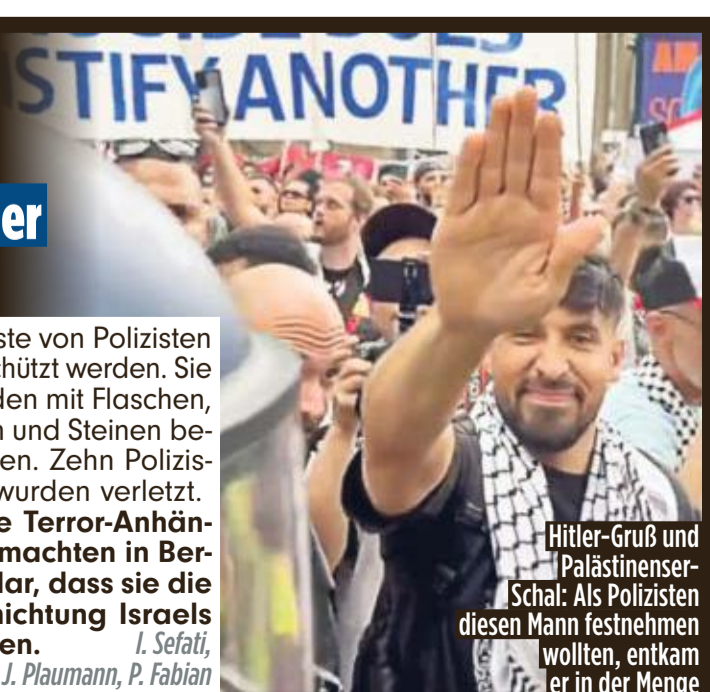 STIFY ANOTHER
er
ste von Polizisten
hützt werden. Sie
den mit Flaschen,
n und Steinen be-
en. Zehn Polizis-
wurden verletzt.
e Terror-Anhän-
machten in Ber-
lar, dass sie die
nichtung Israels
en. I. Sefati,
J. Plaumann, P. Fabian
Hitler-Gruß und
Palästinenser-
Schal: Als Polizisten
diesen Mann festnehmen
wollten, entkam
er in der Menge